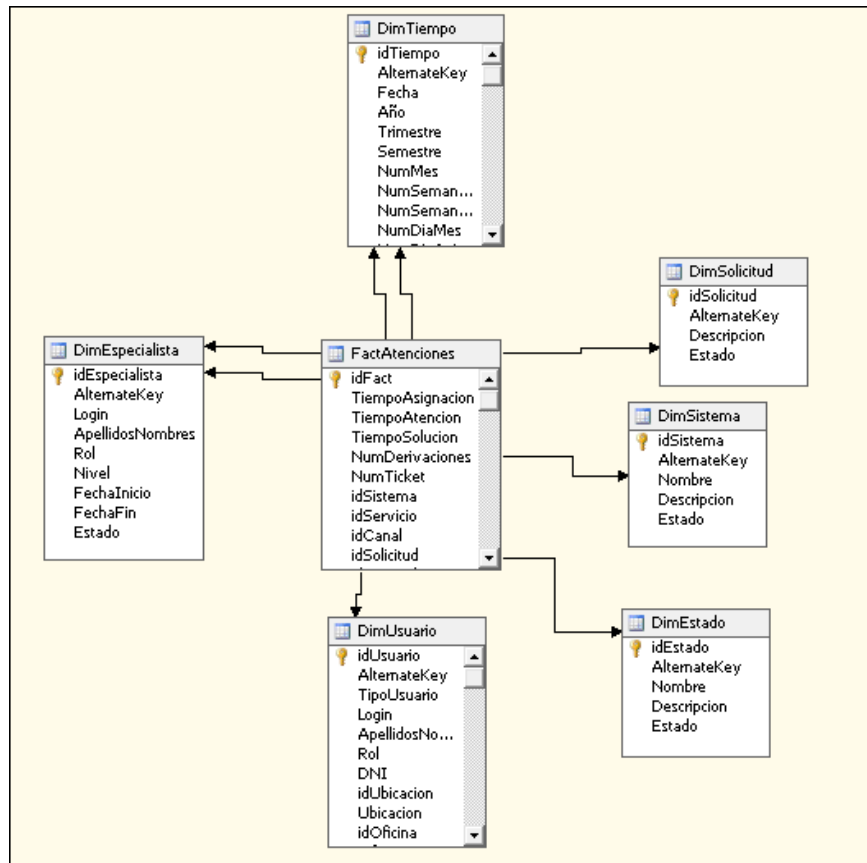 DimTiempo
idTiempo
AlternateKey
Fecha
Año
Trimestre
Semestre
NumMes
NumSeman...
NumSeman...
NumDiaMes
DimSolicitud
idSolicitud
AlternateKey
Descripcion
Estado
DimEspecialista
idEspecialista
AlternateKey
Login
ApellidosNombres
Rol
Nivel
FechaInicio
FechaFin
Estado
FactAtenciones
idFact
TiempoAsignacion
TiempoAtencion
TiempoSolucion
NumDerivaciones
NumTicket
idSistema
idServicio
idCanal
idSolicitud
DimSistema
idSistema
AlternateKey
Nombre
Descripcion
Estado
DimUsuario
idUsuario
AlternateKey
TipoUsuario
Login
ApellidosNo...
Rol
DNI
idUbicacion
Ubicacion
idOficina
DimEstado
idEstado
AlternateKey
Nombre
Descripcion
Estado